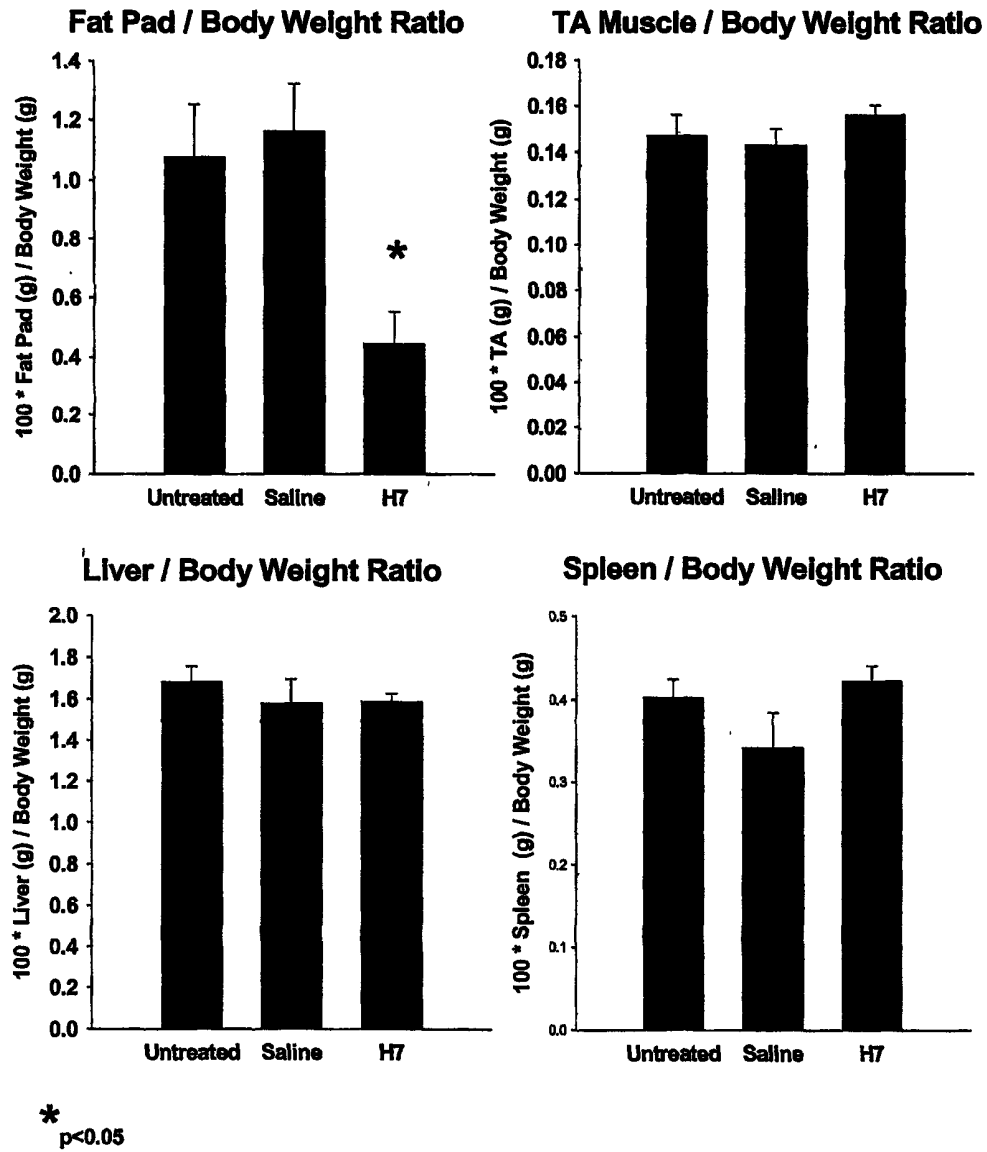 Fat Pad / Body Weight Ratio
100 * Fat Pad (g) / Body Weight (g)
1.4
1.2
1.0
0.8
0.6
0.4
0.2
0.0
*
Untreated Saline H7
TA Muscle / Body Weight Ratio
100 * TA (g) / Body Weight (g)
0.18
0.16
0.14
0.12
0.10
0.08
0.06
0.04
0.02
0.00
Untreated Saline H7
Liver / Body Weight Ratio
100 * Liver (g) / Body Weight (g)
2.0
1.8
1.6
1.4
1.2
1.0
0.8
0.6
0.4
0.2
0.0
Untreated Saline H7
Spleen / Body Weight Ratio
100 * Spleen (g) / Body Weight (g)
0.5
0.4
0.3
0.2
0.1
0.0
Untreated Saline H7
* p<0.05